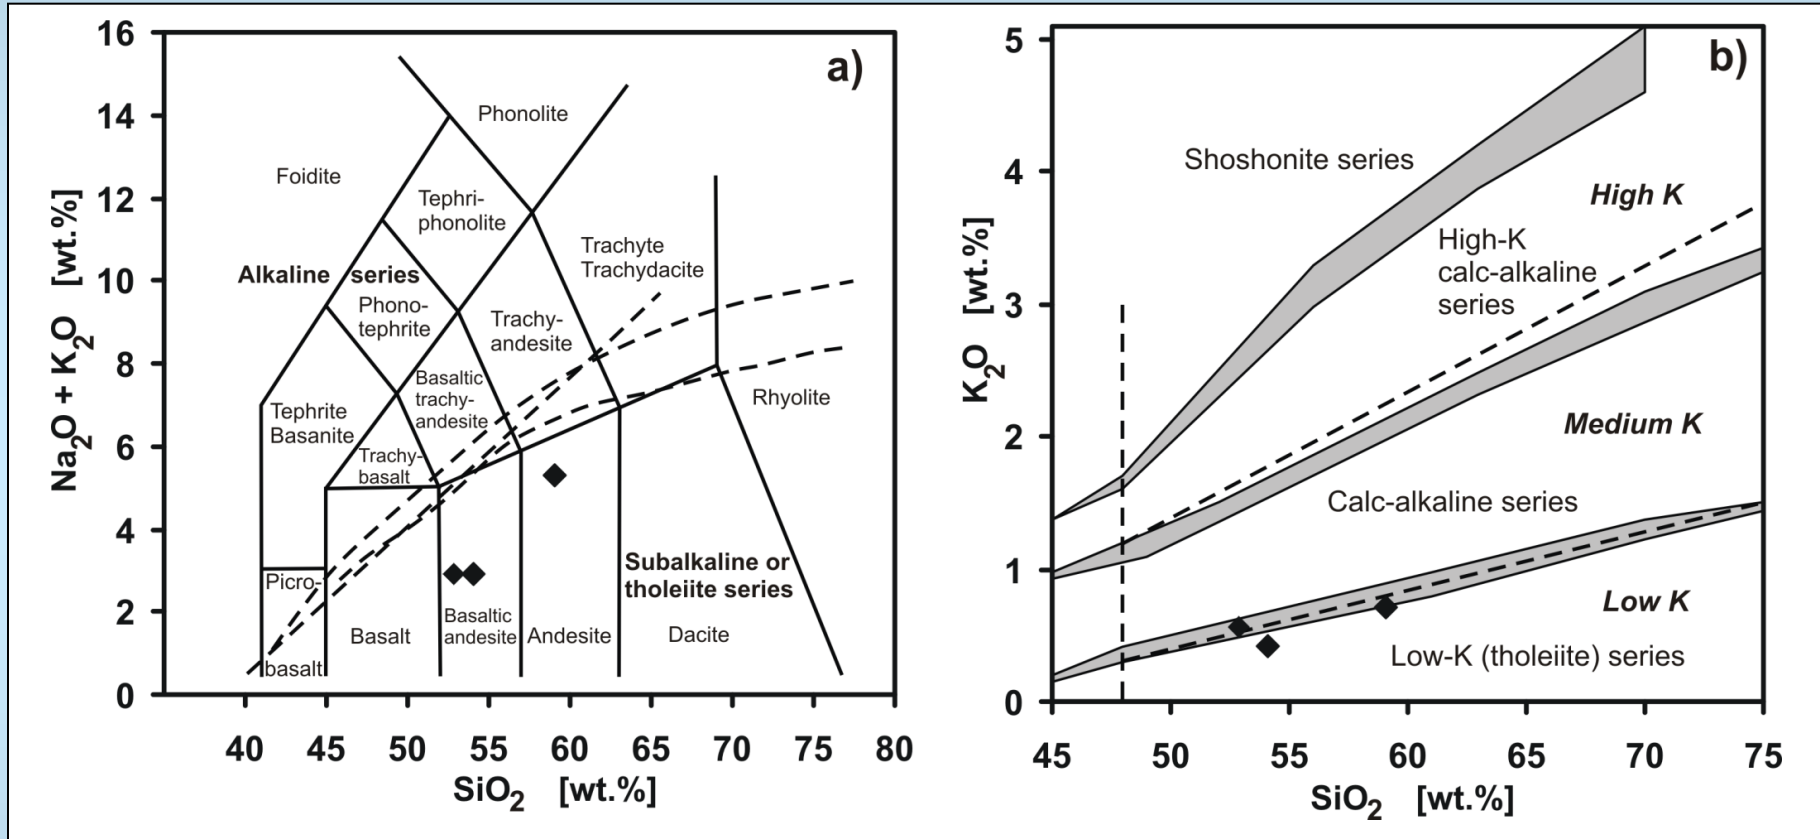 a)
16
14
12
10
8
6
4
2
0
Na₂O + K₂O [wt.%]
Phonolite
Foidite
Tephri-
phonolite
Trachyte
Trachydacite
Alkaline series
Phono-
tephrite
Trachy-
andesite
Basaltic
trachy-
andesite
Tephrite
Basanite
Rhyolite
Trachy-
basalt
Subalkaline or
tholeiite series
Picro-
basalt
Basalt
Basaltic
andesite
Andesite
Dacite
40 45 50 55 60 65 70 75 80
SiO₂ [wt.%]
b)
5
4
3
2
1
0
K₂O [wt.%]
Shoshonite series
High K
High-K
calc-alkaline
series
Medium K
Calc-alkaline series
Low K
Low-K (tholeiite) series
45 50 55 60 65 70 75
SiO₂ [wt.%]